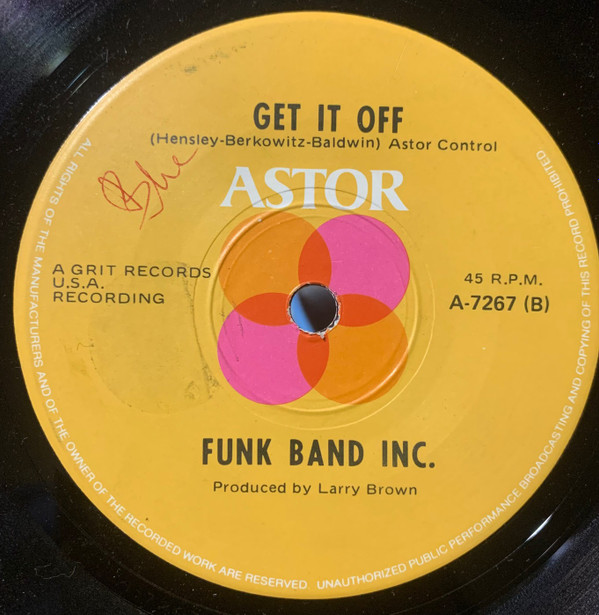 GET IT OFF
(Hensley-Berkowitz-Baldwin) Astor Control
ASTOR
A GRIT RECORDS
U.S.A.
RECORDING
45 R.P.M.
A-7267 (B)
FUNK BAND INC.
Produced by Larry Brown
ALL RIGHTS OF THE MANUFACTURERS AND OF THE OWNER OF THE RECORDED WORK ARE RESERVED. UNAUTHORIZED PUBLIC PERFORMANCE BROADCASTING AND COPYING OF THIS RECORD PROHIBITED.